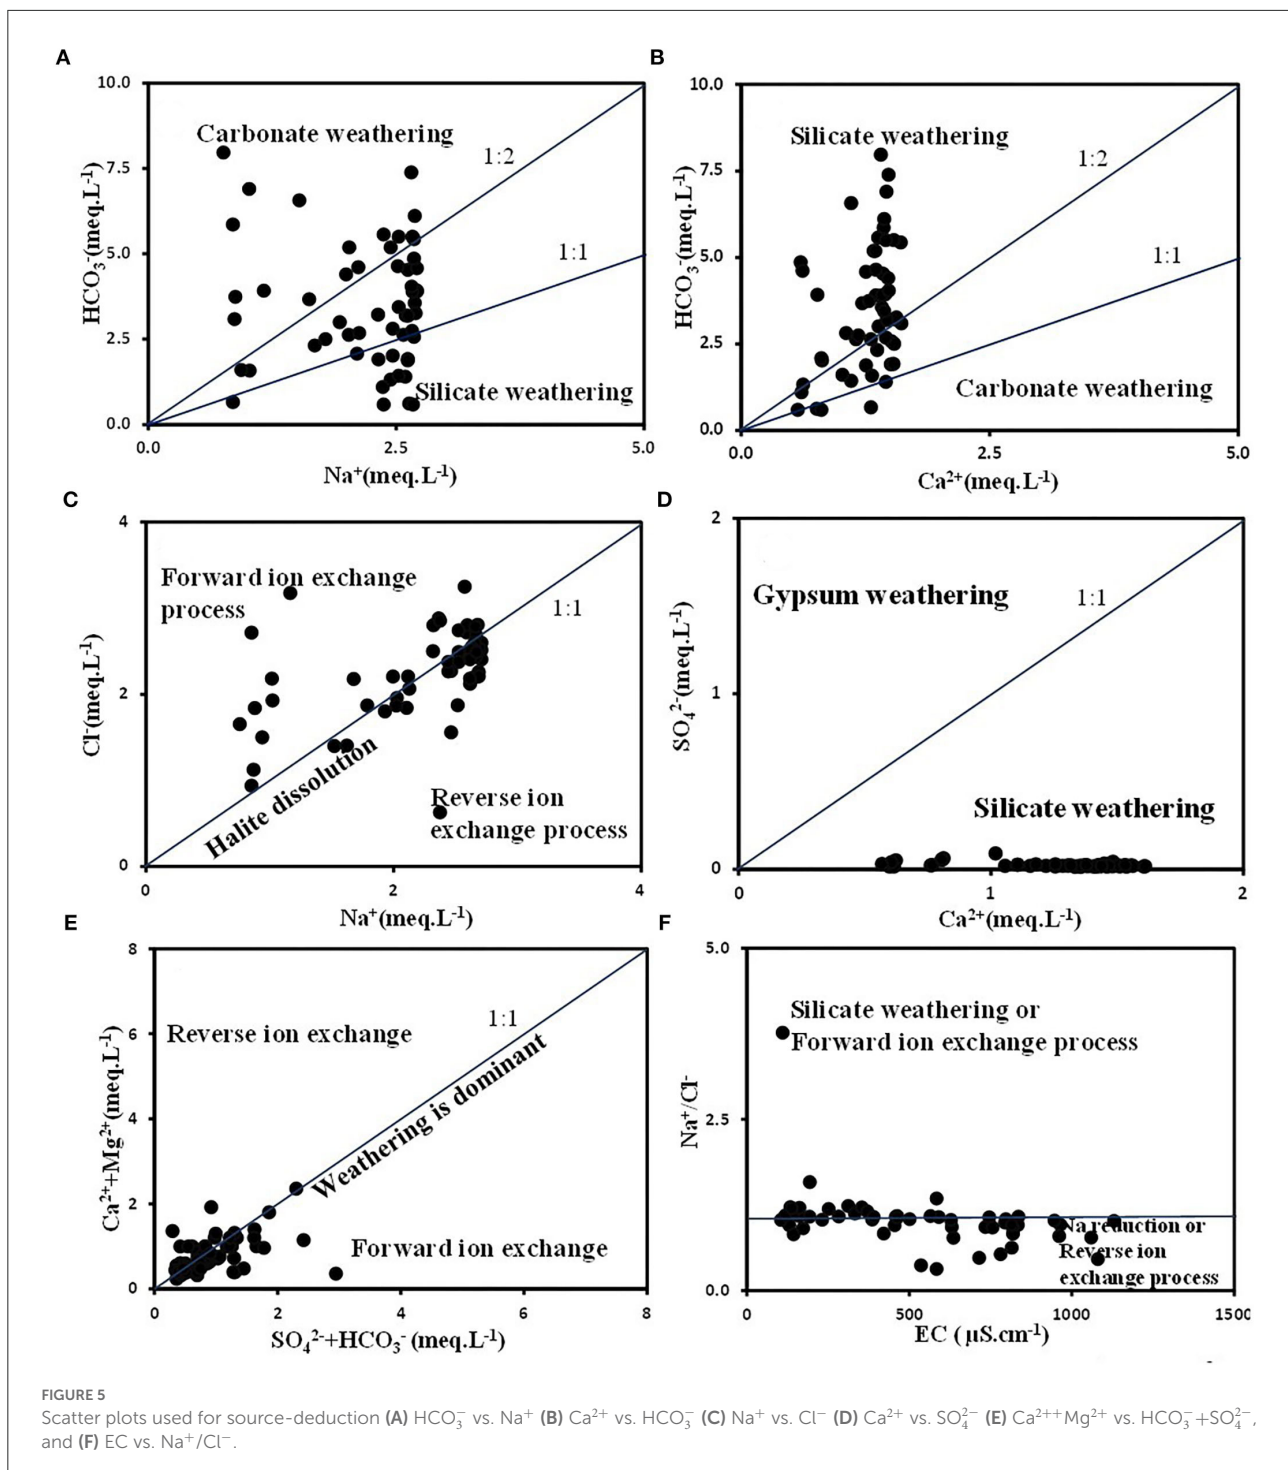 A
10.0
7.5
5.0
2.5
0.0
HCO₃⁻(meq.L⁻¹)
Carbonate weathering
1:2
1:1
Silicate weathering
0.0 2.5 5.0
Na⁺(meq.L⁻¹)
B
10.0
7.5
5.0
2.5
0.0
HCO₃⁻(meq.L⁻¹)
Silicate weathering
1:2
1:1
Carbonate weathering
0.0 2.5 5.0
Ca²⁺(meq.L⁻¹)
C
4
2
0
Cl⁻(meq.L⁻¹)
Forward ion exchange
process
1:1
Halite dissolution
Reverse ion
exchange process
0 2 4
Na⁺(meq.L⁻¹)
D
2
1
0
SO₄²⁻(meq.L⁻¹)
Gypsum weathering
1:1
Silicate weathering
0 1 2
Ca²⁺(meq.L⁻¹)
E
8
6
4
2
0
Ca²⁺+Mg²⁺(meq.L⁻¹)
Reverse ion exchange
1:1
Weathering is dominant
Forward ion exchange
0 2 4 6 8
SO₄²⁻+HCO₃⁻(meq.L⁻¹)
F
5.0
2.5
0.0
Na⁺/Cl⁻
Silicate weathering or
Forward ion exchange process
Na reduction or
Reverse ion
exchange process
0 500 1000 1500
EC ( µS.cm⁻¹)
FIGURE 5
Scatter plots used for source-deduction (A) HCO₃⁻ vs. Na⁺ (B) Ca²⁺ vs. HCO₃⁻ (C) Na⁺ vs. Cl⁻ (D) Ca²⁺ vs. SO₄²⁻ (E) Ca²⁺⁺Mg²⁺ vs. HCO₃⁻+SO₄²⁻,
and (F) EC vs. Na⁺/Cl⁻.